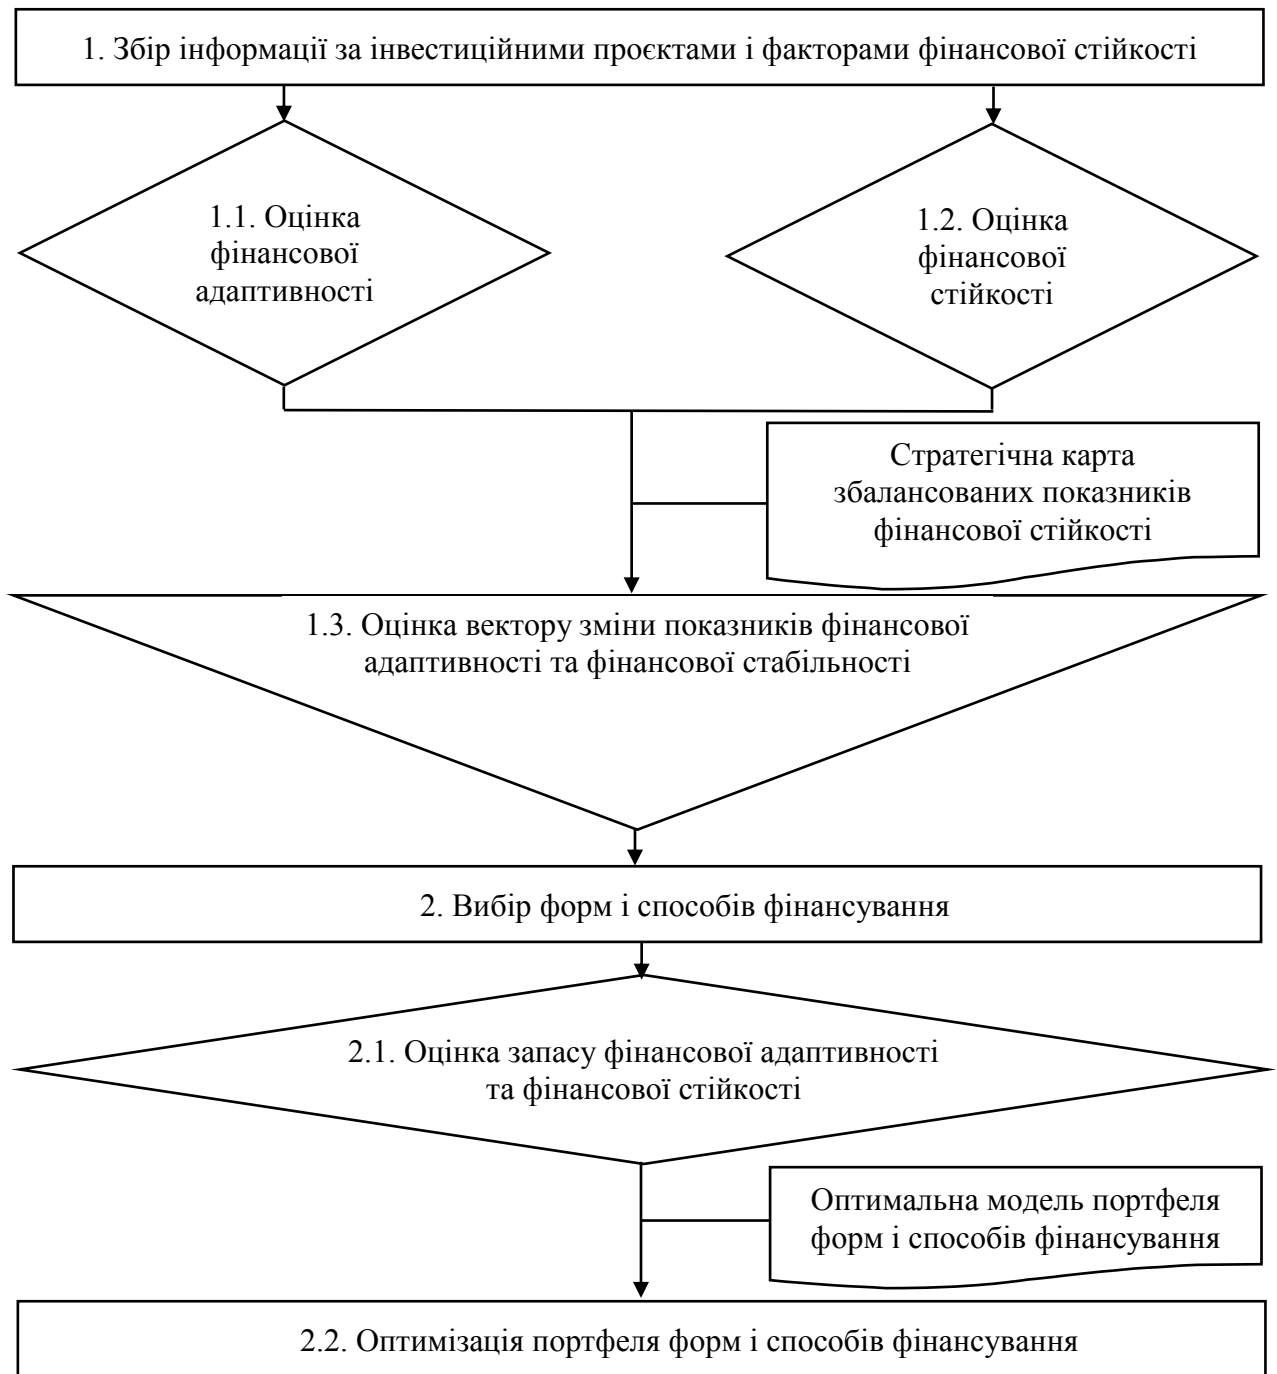 1. Збір інформації за інвестиційними проєктами і факторами фінансової стійкості
1.1. Оцінка
фінансової
адаптивності
1.2. Оцінка
фінансової
стійкості
Стратегічна карта
збалансованих показників
фінансової стійкості
1.3. Оцінка вектору зміни показників фінансової
адаптивності та фінансової стабільності
2. Вибір форм і способів фінансування
2.1. Оцінка запасу фінансової адаптивності
та фінансової стійкості
Оптимальна модель портфеля
форм і способів фінансування
2.2. Оптимізація портфеля форм і способів фінансування